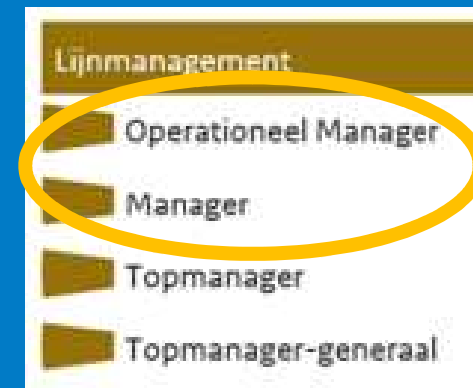 Lijnmanagement
Operationeel Manager
Manager
Topmanager
Topmanager-generaal